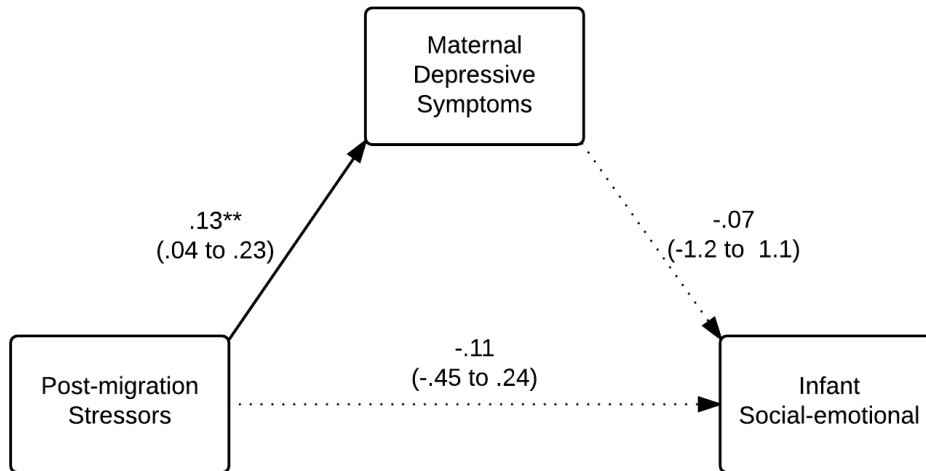 Maternal
Depressive
Symptoms
.13**
(.04 to .23)
-.07
(-1.2 to  1.1)
-.11
(-.45 to .24)
Post-migration
Stressors
Infant
Social-emotional